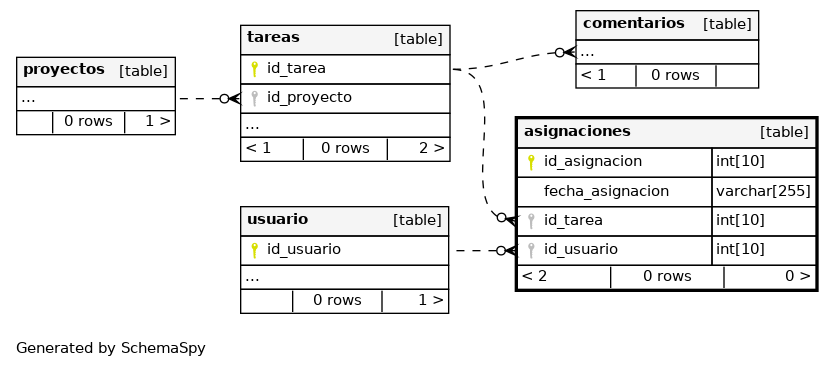 proyectos [table]
...
0 rows 1 >
tareas [table]
id_tarea
id_proyecto
...
< 1 0 rows 2 >
comentarios [table]
...
< 1 0 rows
asignaciones [table]
id_asignacion int[10]
fecha_asignacion varchar[255]
id_tarea int[10]
id_usuario int[10]
< 2 0 rows 0 >
usuario [table]
id_usuario
...
0 rows 1 >
Generated by SchemaSpy